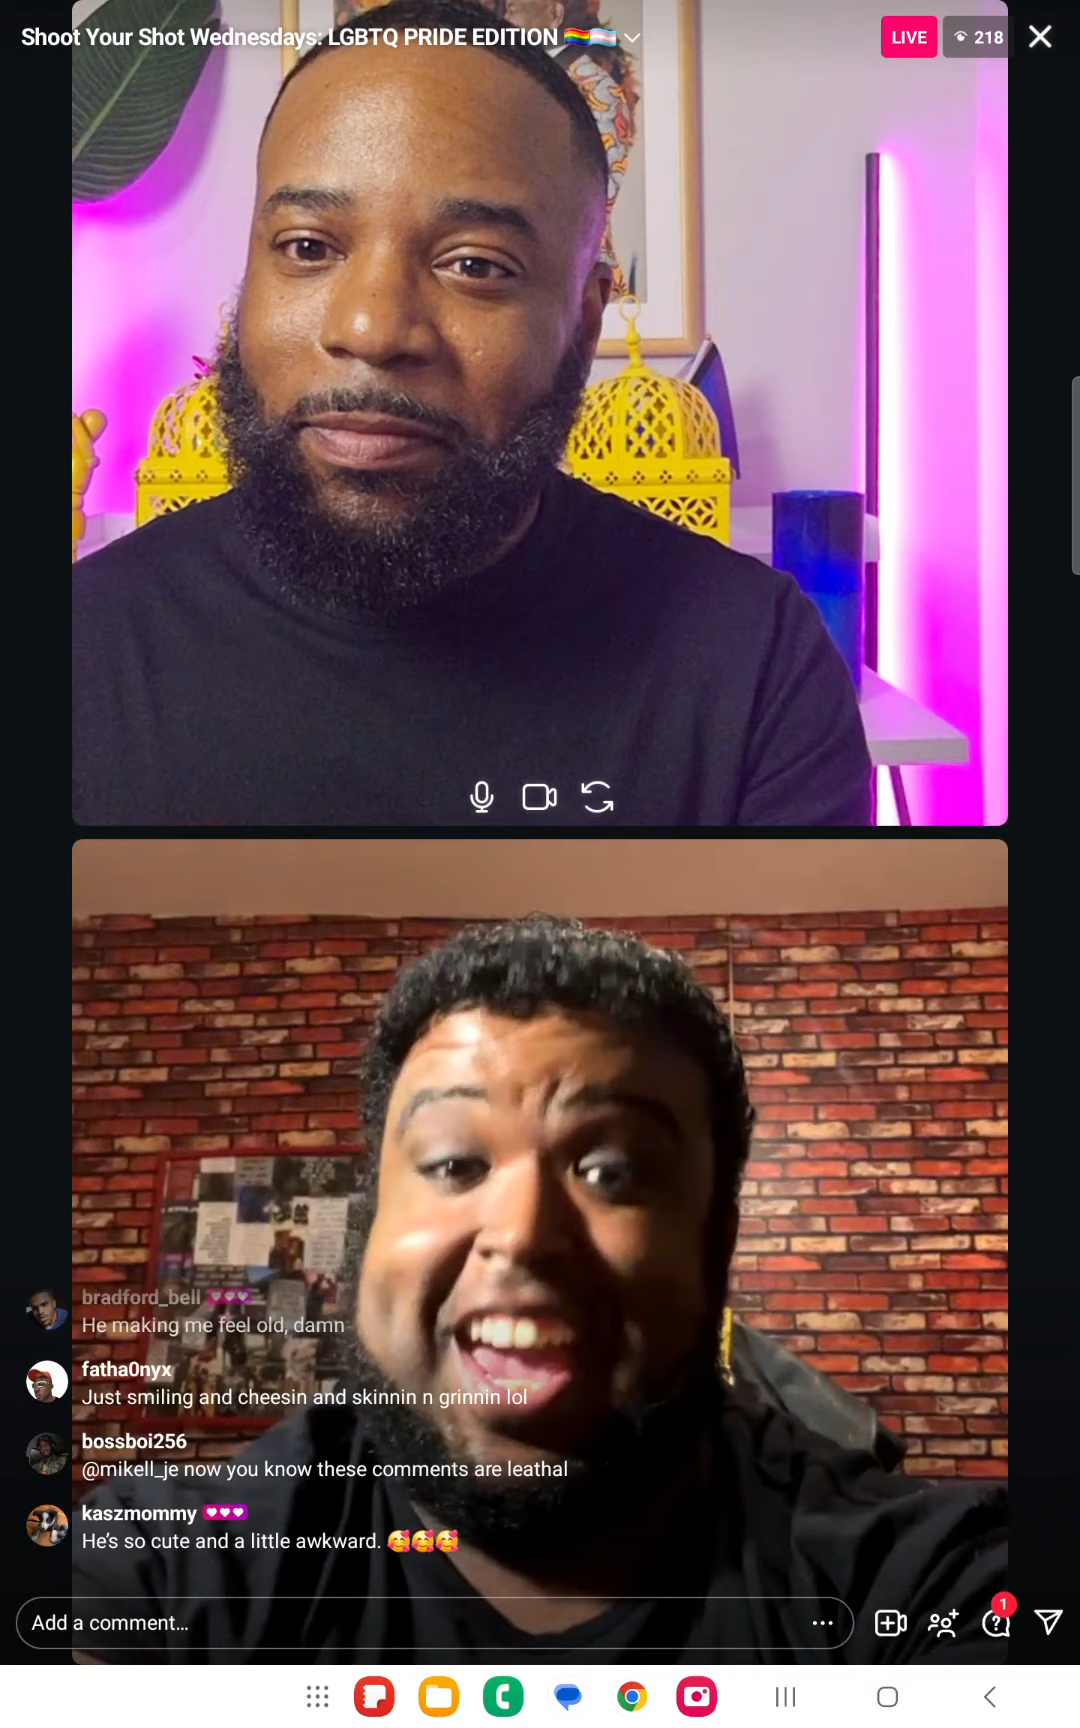 Shoot Your Shot Wednesdays: LGBTQ PRIDE EDITION 🏳️‍🌈🏳️‍⚧️
LIVE
218
bradford_bell
He making me feel old, damn
fatha0nyx
Just smiling and cheesin and skinnin n grinnin lol
bossboi256
@mikell_je now you know these comments are leathal
kaszmommy
He's so cute and a little awkward. 🥰🥰🥰
Add a comment...
1